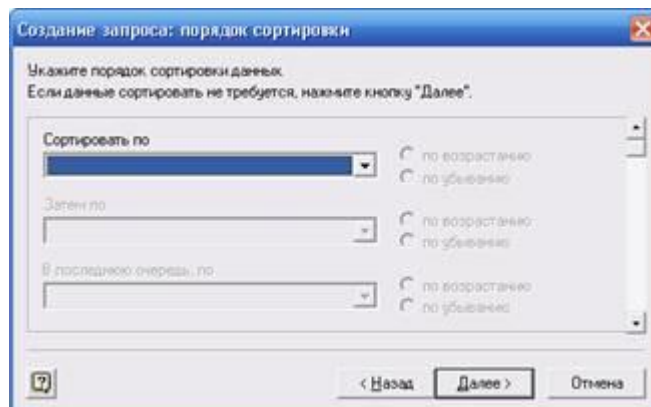 Создание запроса: порядок сортировки
Укажите порядок сортировки данных.
Если данные сортировать не требуется, нажмите кнопку "Далее".
Сортировать по
по возрастанию
по убыванию
Затем по
по возрастанию
по убыванию
В последнюю очередь, по
по возрастанию
по убыванию
< Назад
Далее >
Отмена